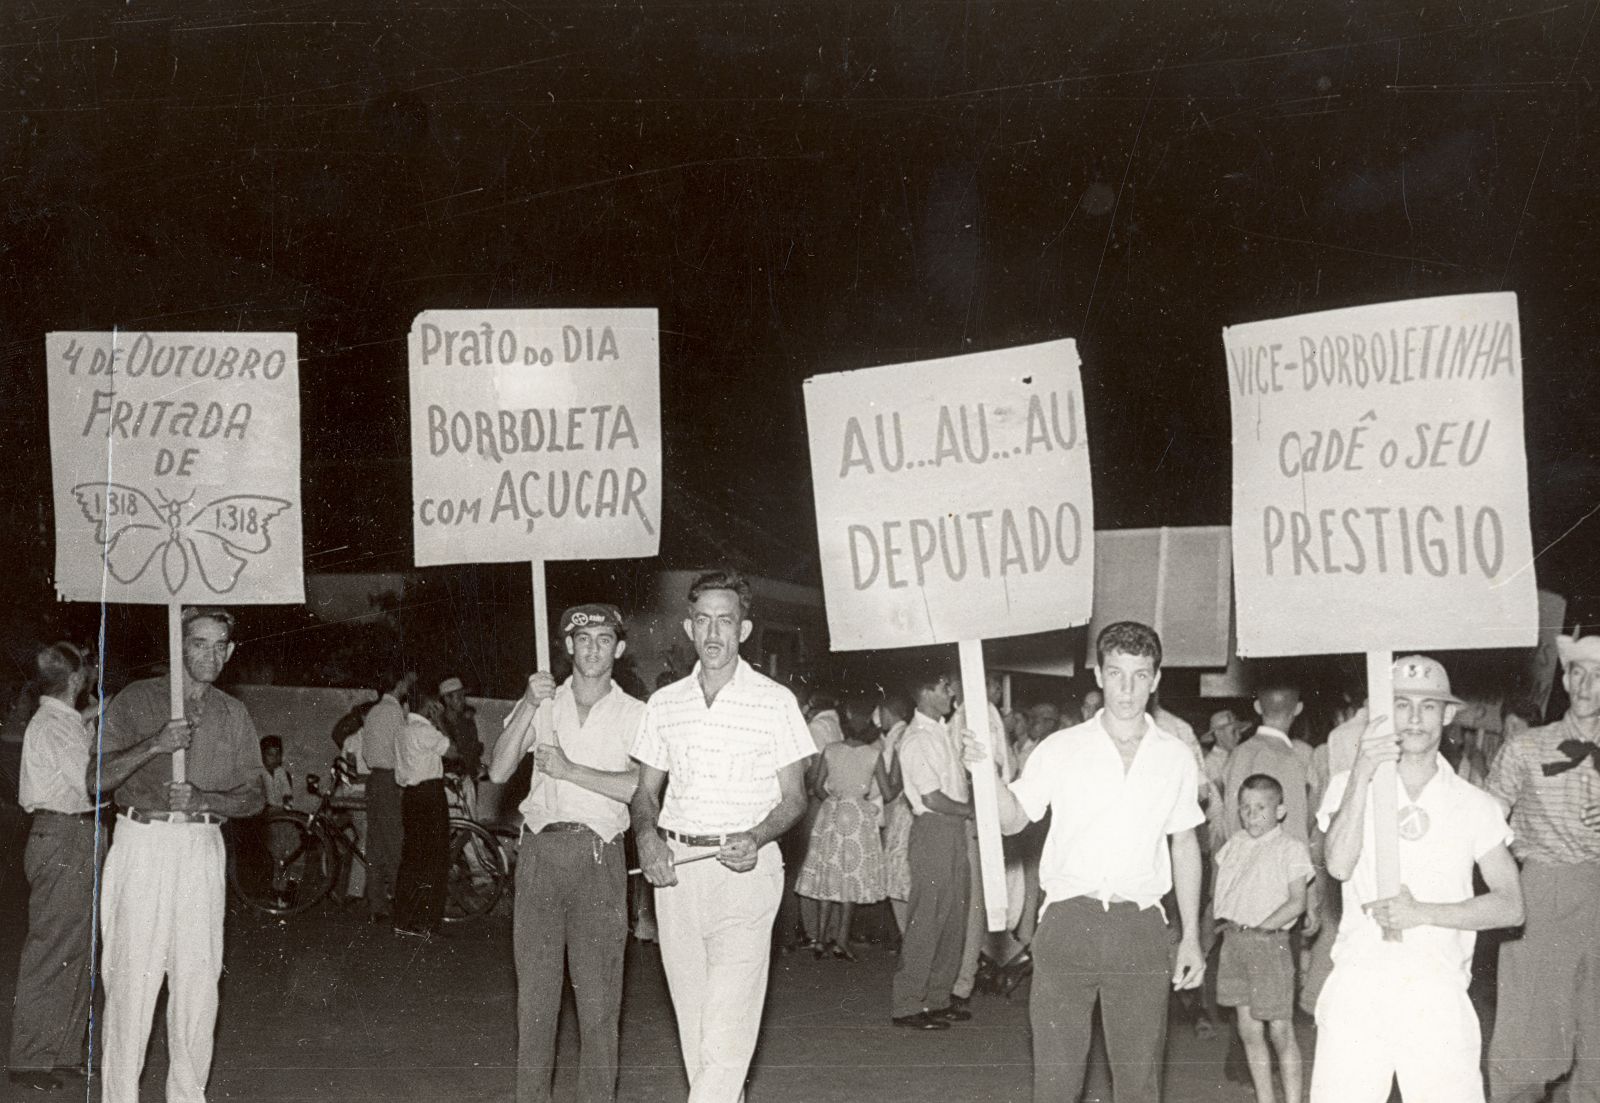 4 DE OUTUBRO
FRITADA
DE
1.318 1.318
Prato DO DIA
BORBOLETA
COM AÇUCAR
AU...AU...AU
DEPUTADO
VICE-BORBOLETINHA
CADÊ O SEU
PRESTIGIO